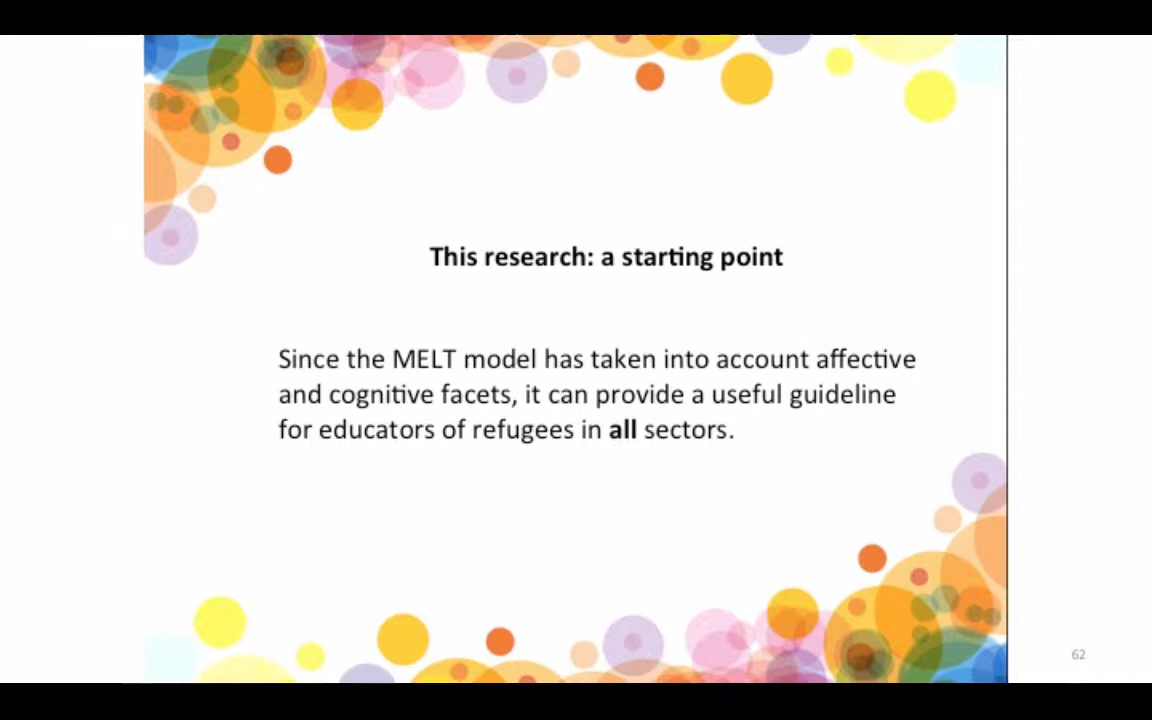 This research: a starting point
Since the MELT model has taken into account affective
and cognitive facets, it can provide a useful guideline
for educators of refugees in all sectors.
62